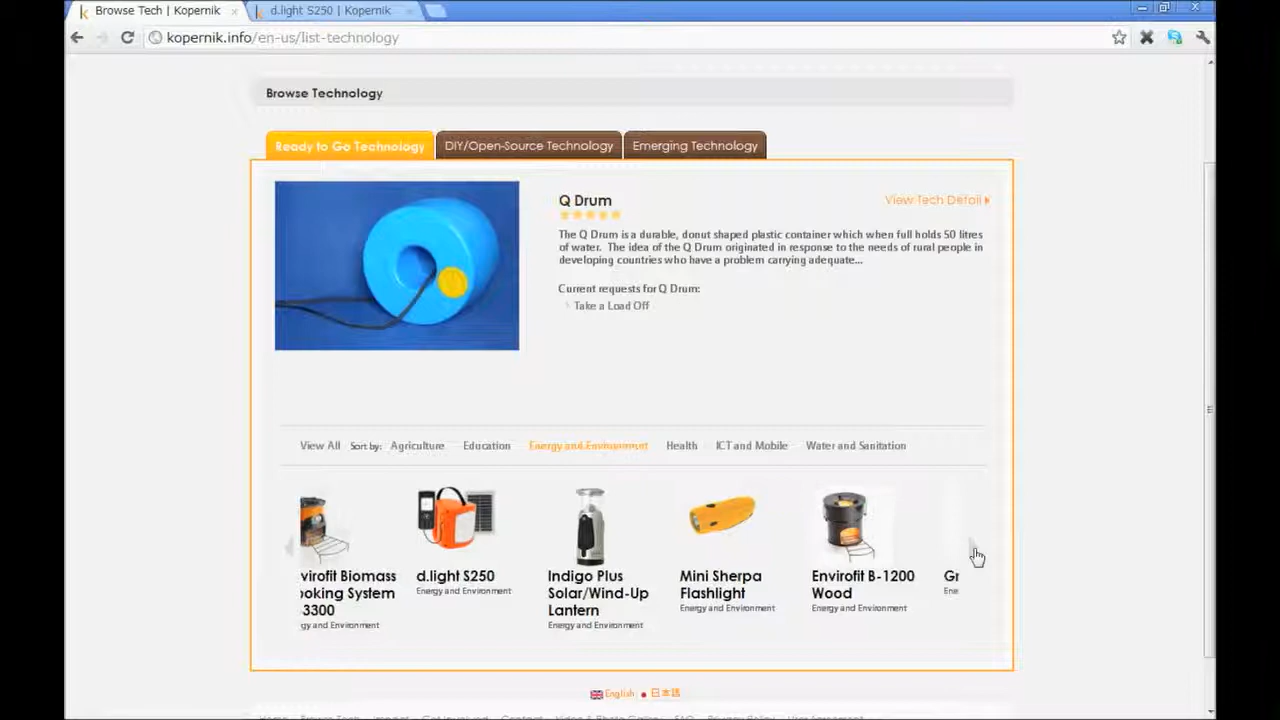 Browse Tech | Kopernik
d.light S250 | Kopernik
kopernik.info/en-us/list-technology
Browse Technology
Ready to Go Technology
DIY/Open-Source Technology
Emerging Technology
Q Drum
View Tech Detail
The Q Drum is a durable, donut shaped plastic container which when full holds 50 litres
of water. The idea of the Q Drum originated in response to the needs of rural people in
developing countries who have a problem carrying adequate...
Current requests for Q Drum:
Take a Load Off
View All Sort by: Agriculture Education Energy and Environment Health ICT and Mobile Water and Sanitation
virofit Biomass
ooking System
3300
gy and Environment
d.light S250
Energy and Environment
Indigo Plus
Solar/Wind-Up
Lantern
Energy and Environment
Mini Sherpa
Flashlight
Energy and Environment
Envirofit B-1200
Wood
Energy and Environment
Gr
Ene
English 日本語